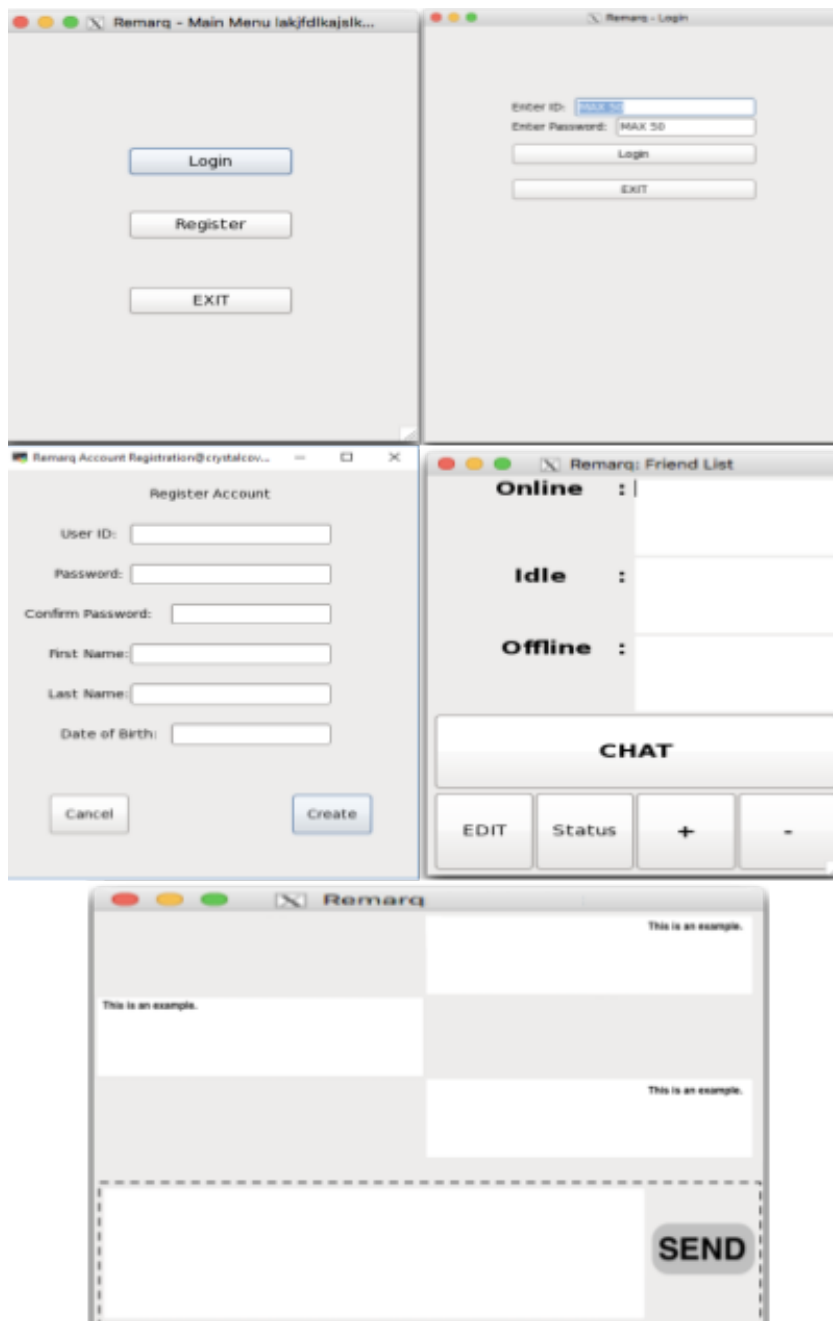 Remarq - Main Menu lakjfdlkajslk...
Login
Register
EXIT
Remarq - Login
Enter ID: MAX 50
Enter Password: MAX 50
Login
EXIT
Remarq Account Registration@crystalcov...
Register Account
User ID:
Password:
Confirm Password:
First Name:
Last Name:
Date of Birth:
Cancel
Create
Remarq: Friend List
Online :
Idle :
Offline :
CHAT
EDIT Status + -
Remarq
This is an example.
This is an example.
This is an example.
SEND